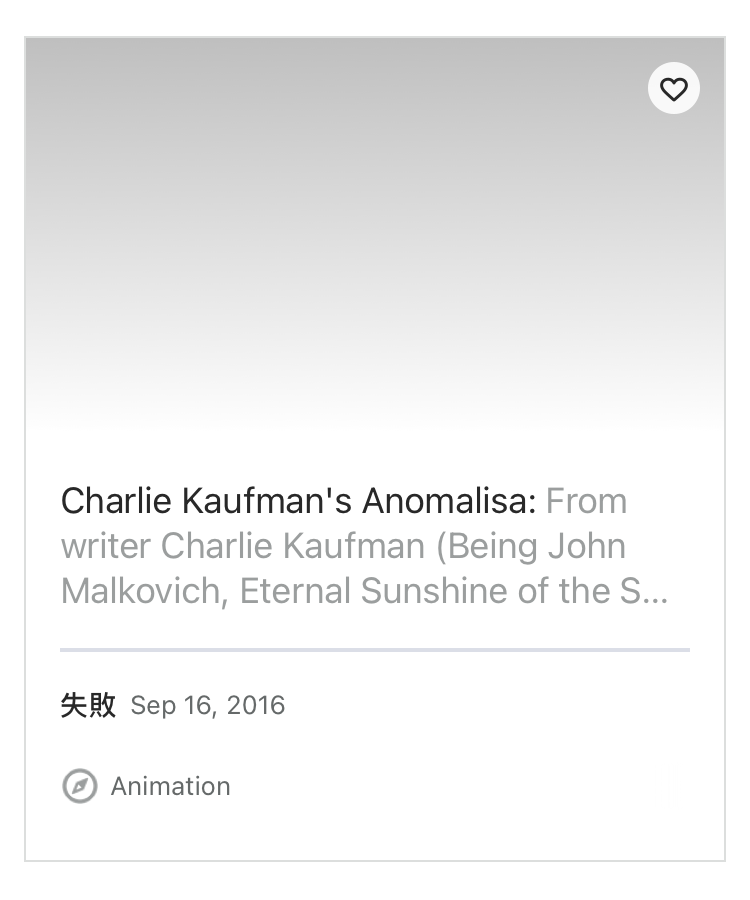 Charlie Kaufman's Anomalisa: From
writer Charlie Kaufman (Being John
Malkovich, Eternal Sunshine of the S...
失敗 Sep 16, 2016
Animation